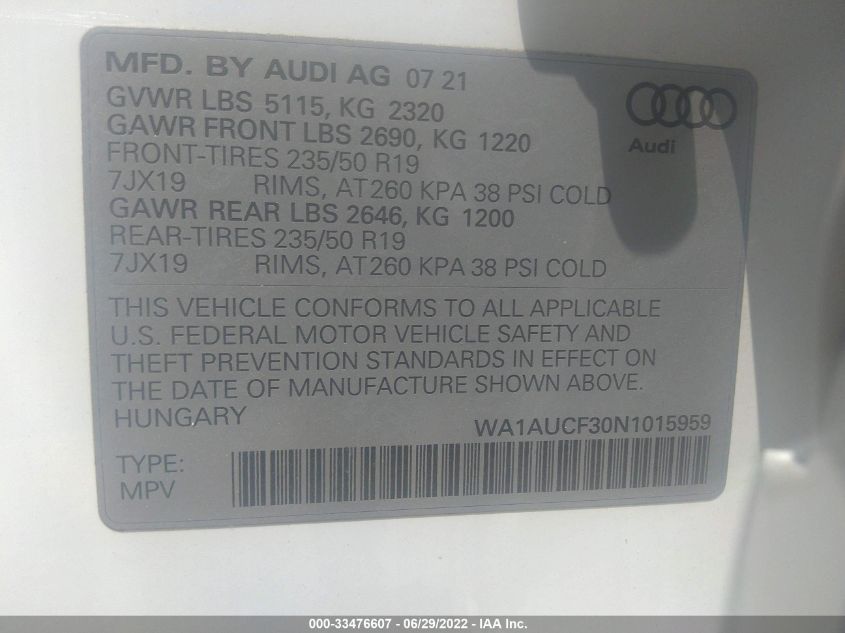 MFD. BY AUDI AG 07 21
GVWR LBS 5115, KG 2320
GAWR FRONT LBS 2690, KG 1220
FRONT-TIRES 235/50 R19
7JX19 RIMS, AT 260 KPA 38 PSI COLD
GAWR REAR LBS 2646, KG 1200
REAR-TIRES 235/50 R19
7JX19 RIMS, AT 260 KPA 38 PSI COLD
Audi
THIS VEHICLE CONFORMS TO ALL APPLICABLE
U.S. FEDERAL MOTOR VEHICLE SAFETY AND
THEFT PREVENTION STANDARDS IN EFFECT ON
THE DATE OF MANUFACTURE SHOWN ABOVE.
HUNGARY
WA1AUCF30N1015959
TYPE:
MPV
000-33476607 - 06/29/2022 - IAA Inc.